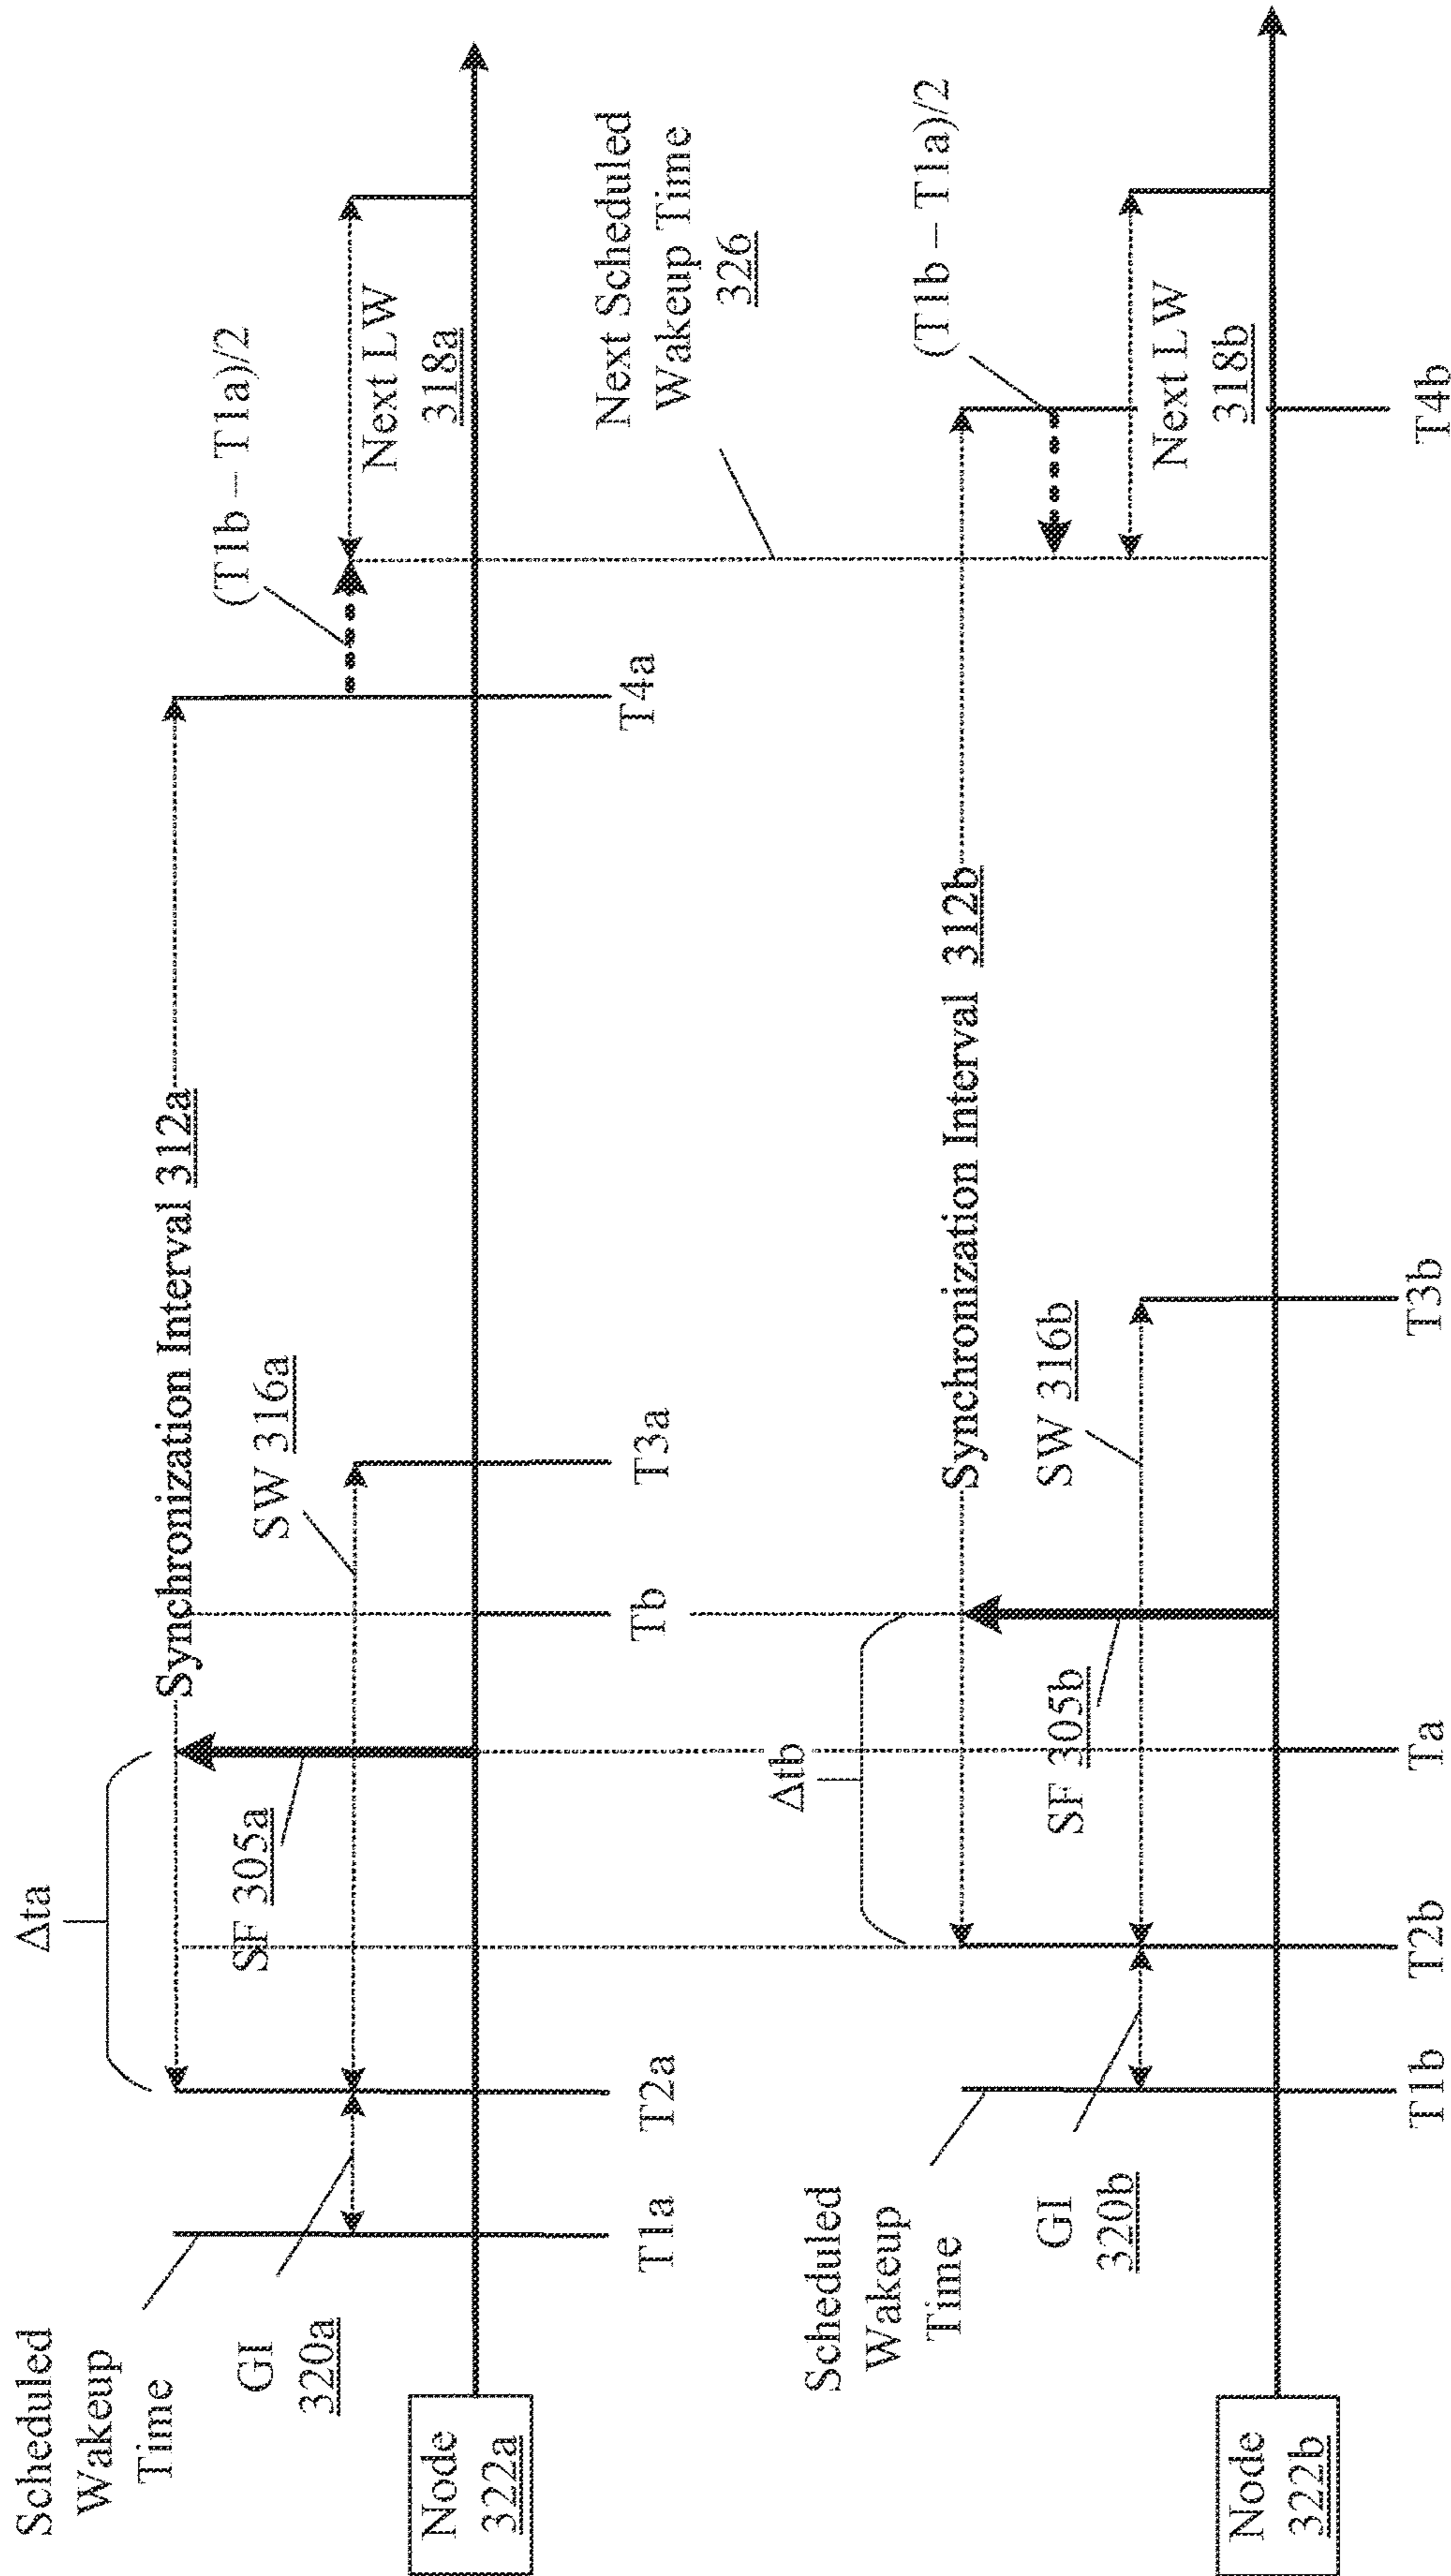 Δta
Scheduled
Wakeup
Time
Synchronization Interval 312a
(T1b – T1a)/2
GI
320a
SF 305a
SW 316a
Next LW
318a
Node
322a
T1a
T2a
Tb
T3a
T4a
Next Scheduled
Wakeup Time
326
Δtb
Scheduled
Wakeup
Time
Synchronization Interval 312b
(T1b – T1a)/2
GI
320b
SF 305b
SW 316b
Next LW
318b
Node
322b
T1b
T2b
Ta
T3b
T4b